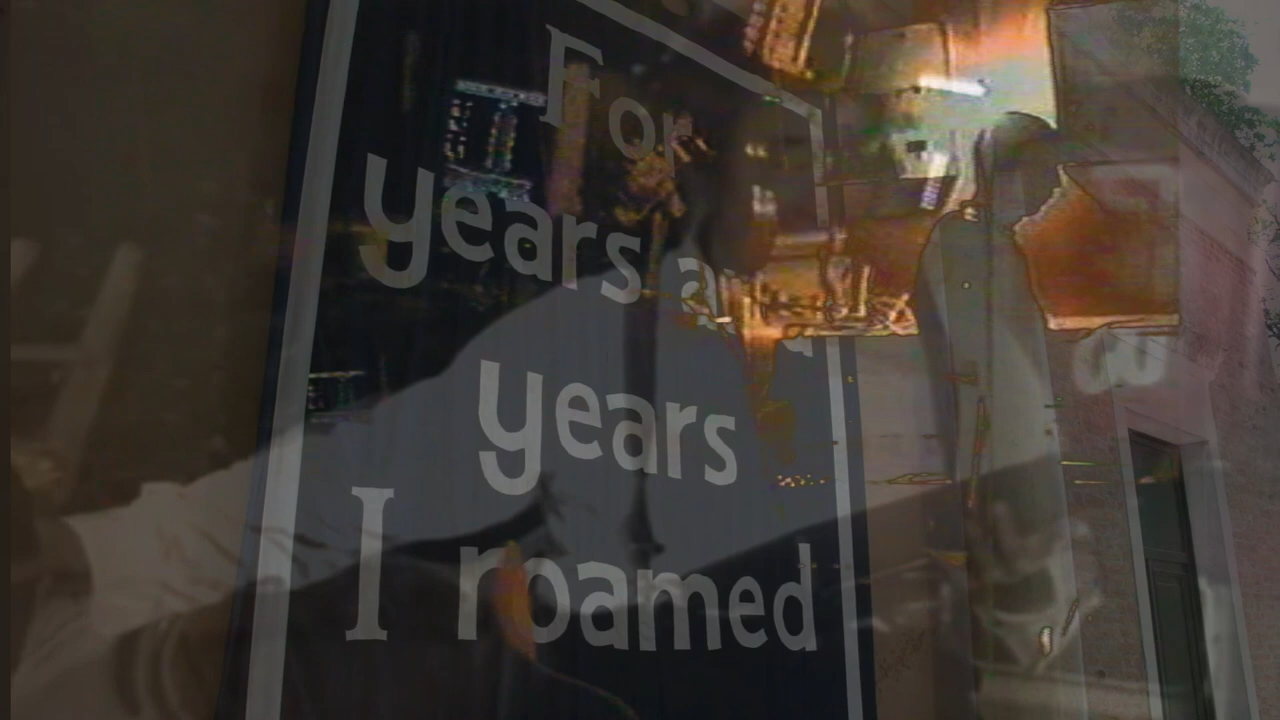 For
years and
years
I roamed